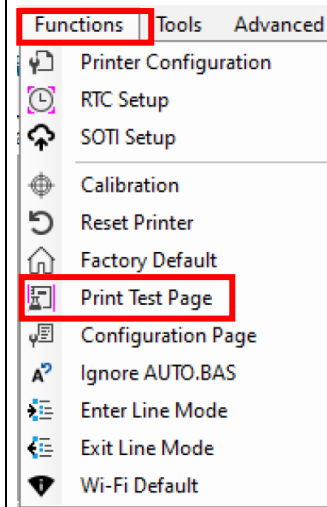 Functions Tools Advanced
Printer Configuration
RTC Setup
SOTI Setup
Calibration
Reset Printer
Factory Default
Print Test Page
Configuration Page
Ignore AUTO.BAS
Enter Line Mode
Exit Line Mode
Wi-Fi Default